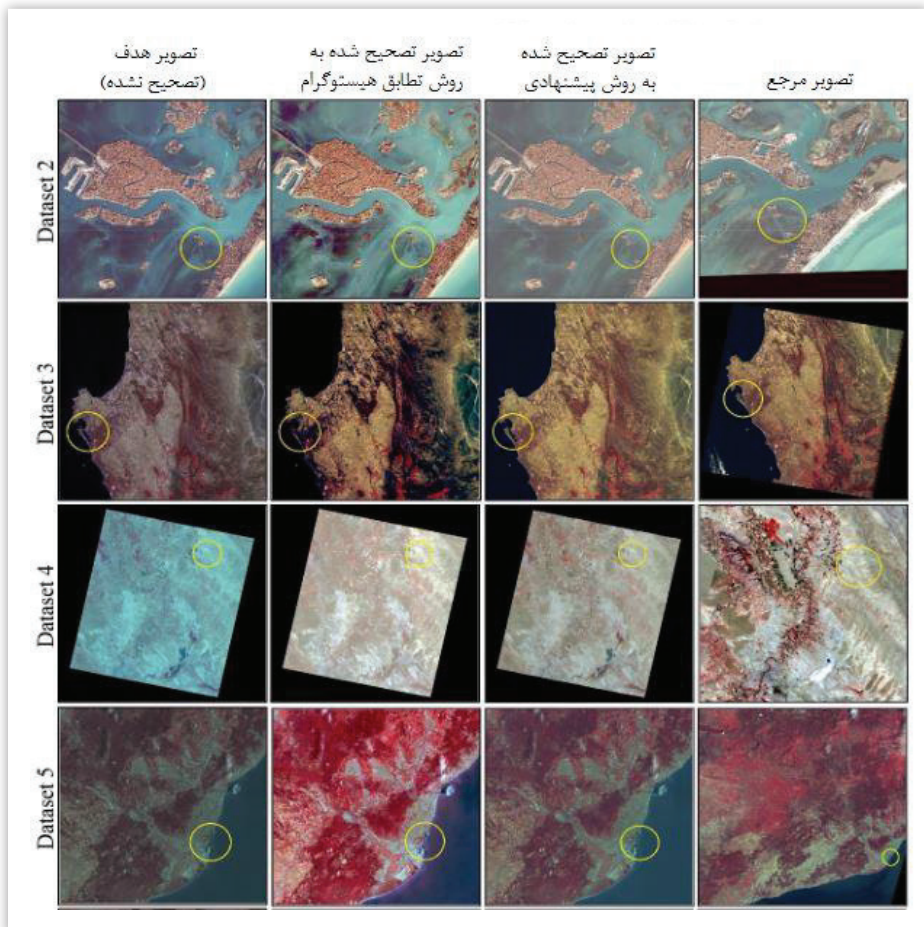 تصویر هدف
(تصحیح نشده)
تصویر تصحیح شده به
روش تطابق هیستوگرام
تصویر تصحیح شده
به روش پیشنهادی
تصویر مرجع
Dataset 2
Dataset 3
Dataset 4
Dataset 5